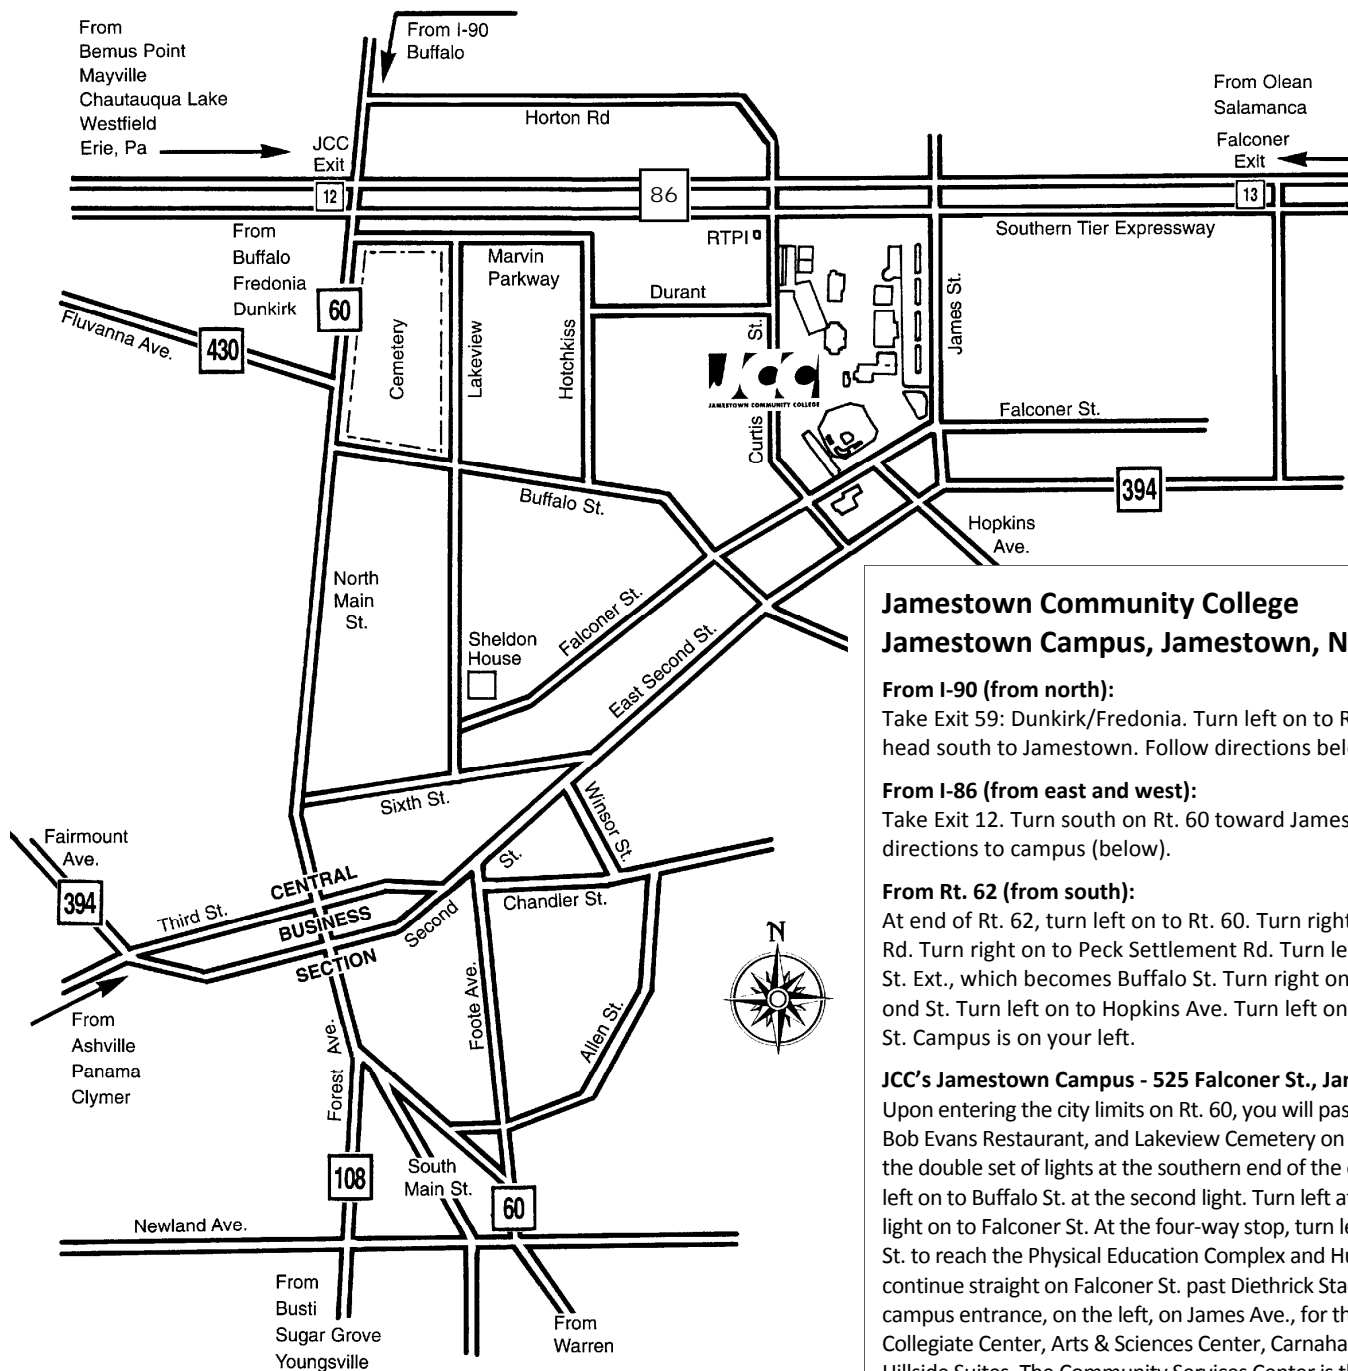 From
Bemus Point
Mayville
Chautauqua Lake
Westfield
Erie, Pa
From I-90
Buffalo
JCC
Exit
12
Horton Rd
From Olean
Salamanca
Falconer
Exit
13
86
Southern Tier Expressway
From
Buffalo
Fredonia
Dunkirk
60
RTPI
Marvin
Parkway
Durant
Fluvanna Ave.
430
Cemetery
Lakeview
Hotchkiss
Curtis St.
James St.
JCC
JAMESTOWN COMMUNITY COLLEGE
Falconer St.
394
Buffalo St.
Hopkins
Ave.
North
Main
St.
Sheldon
House
Falconer St.
East Second St.
Sixth St.
Winsor St.
Fairmount
Ave.
394
Third St.
CENTRAL
BUSINESS
SECTION
Second St.
Chandler St.
Foote Ave.
Allen St.
N
From
Ashville
Panama
Clymer
Forest Ave.
108
South
Main St.
60
Newland Ave.
From
Busti
Sugar Grove
Youngsville
From
Warren
Jamestown Community College
Jamestown Campus, Jamestown, N
From I-90 (from north):
Take Exit 59: Dunkirk/Fredonia. Turn left on to R
head south to Jamestown. Follow directions bel
From I-86 (from east and west):
Take Exit 12. Turn south on Rt. 60 toward James
directions to campus (below).
From Rt. 62 (from south):
At end of Rt. 62, turn left on to Rt. 60. Turn right
Rd. Turn right on to Peck Settlement Rd. Turn le
St. Ext., which becomes Buffalo St. Turn right on
ond St. Turn left on to Hopkins Ave. Turn left on
St. Campus is on your left.
JCC’s Jamestown Campus - 525 Falconer St., Jar
Upon entering the city limits on Rt. 60, you will pas
Bob Evans Restaurant, and Lakeview Cemetery on
the double set of lights at the southern end of the
left on to Buffalo St. at the second light. Turn left at
light on to Falconer St. At the four-way stop, turn le
St. to reach the Physical Education Complex and Hu
continue straight on Falconer St. past Diethrick Sta
campus entrance, on the left, on James Ave., for th
Collegiate Center, Arts & Sciences Center, Carnaha
Hillside Suites. The Community Services Center is th